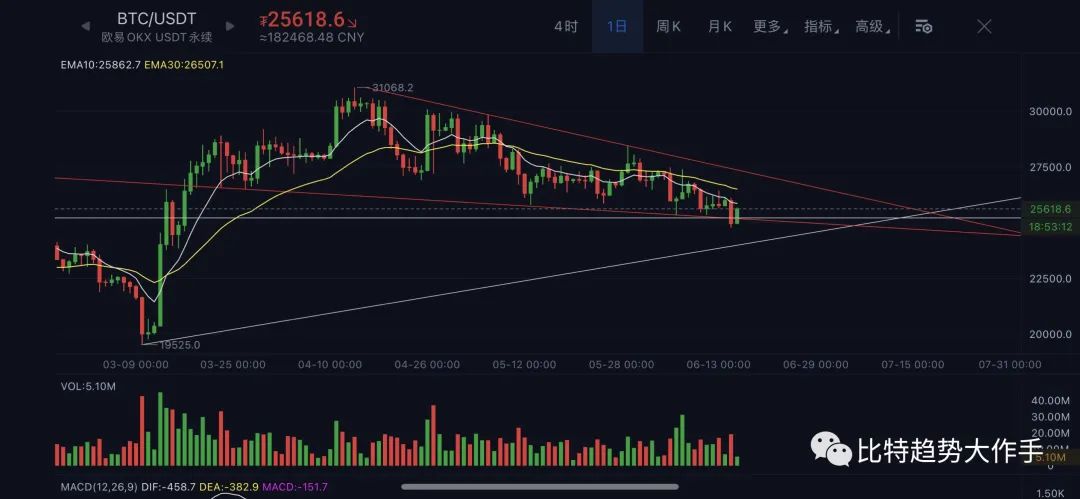 BTC/USDT
欧易OKX USDT永续
₮25618.6↘
≈182468.48 CNY
4时
1日
周K
月K
更多
指标
高级
EMA10:25862.7 EMA30:26507.1
31068.2
19525.0
30000.0
27500.0
25618.6
18:53:12
22500.0
20000.0
03-09 00:00
03-25 00:00
04-10 00:00
04-26 00:00
05-12 00:00
05-28 00:00
06-13 00:00
06-29 00:00
07-15 00:00
07-31 00:00
VOL:5.10M
40.00M
30.00M
20.00M
5.10M
0
比特趋势大作手
MACD(12,26,9) DIF:-458.7 DEA:-382.9 MACD:-151.7
1.50K